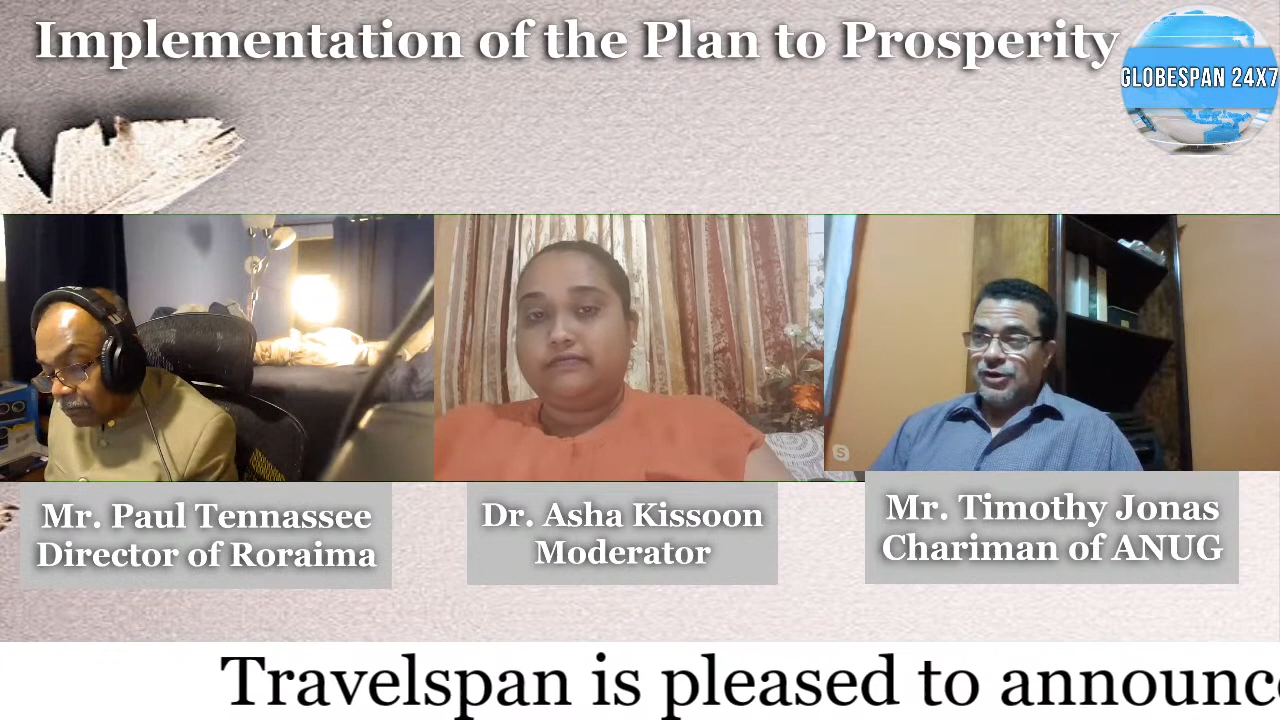 Implementation of the Plan to Prosperity
GLOBESPAN 24X7
Mr. Paul Tennassee
Director of Roraima
Dr. Asha Kissoon
Moderator
Mr. Timothy Jonas
Chariman of ANUG
Travelspan is pleased to announc